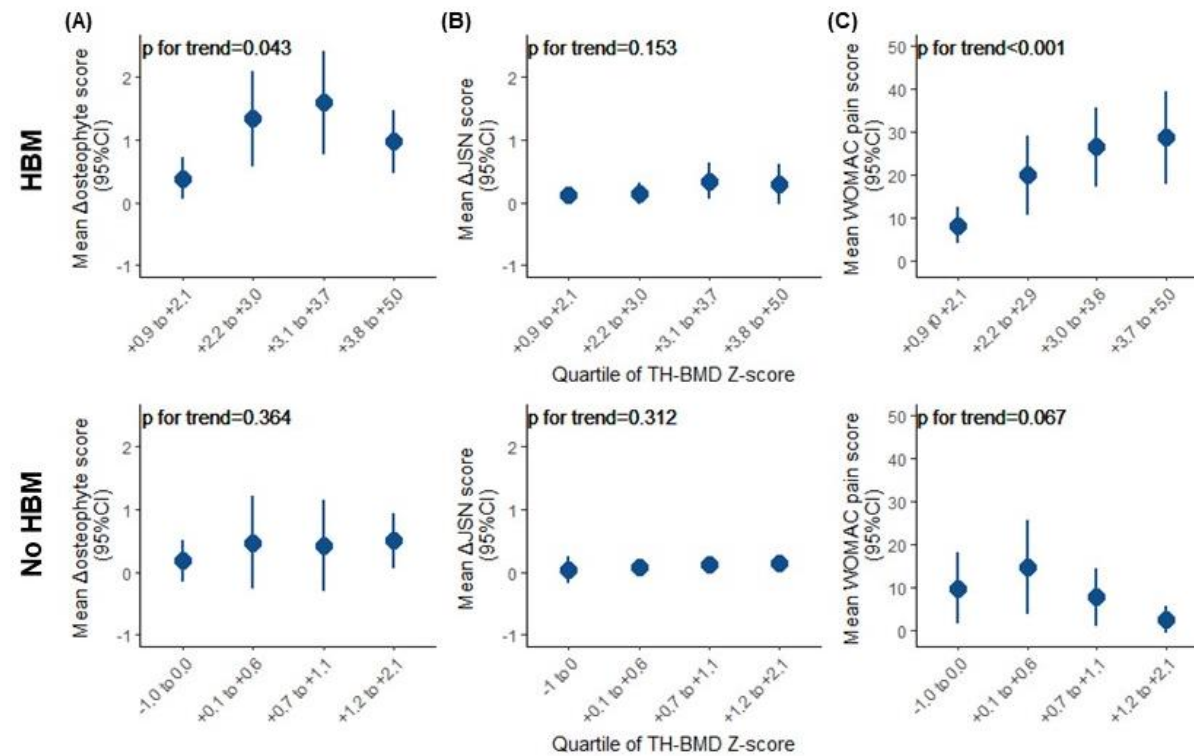 (A) (B) (C)
HBM
Mean Δosteophyte score
(95%CI)
p for trend=0.043
2
1
0
-1
+0.9 to +2.1
+2.2 to +3.0
+3.1 to +3.7
+3.8 to +5.0
Mean ΔJSN score
(95%CI)
p for trend=0.153
2
1
0
-1
+0.9 to +2.1
+2.2 to +3.0
+3.1 to +3.7
+3.8 to +5.0
Mean WOMAC pain score
(95%CI)
p for trend<0.001
50
40
30
20
10
0
+0.9 t0 +2.1
+2.2 to +2.9
+3.0 to +3.6
+3.7 to +5.0
Quartile of TH-BMD Z-score
No HBM
Mean Δosteophyte score
(95%CI)
p for trend=0.364
2
1
0
-1
-1.0 to 0.0
+0.1 to +0.6
+0.7 to +1.1
+1.2 to +2.1
Mean ΔJSN score
(95%CI)
p for trend=0.312
2
1
0
-1
-1 to 0
+0.1 to +0.6
+0.7 to +1.1
+1.2 to +2.1
Mean WOMAC pain score
(95%CI)
p for trend=0.067
50
40
30
20
10
0
-1.0 to 0.0
+0.1 to +0.6
+0.7 to +1.1
+1.2 to +2.1
Quartile of TH-BMD Z-score